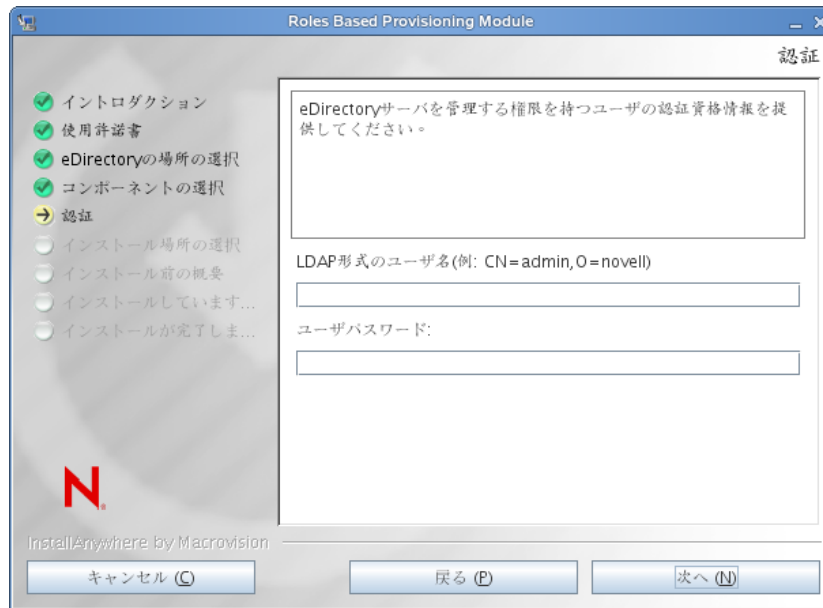 Roles Based Provisioning Module
認証
イントロダクション
使用許諾書
eDirectoryの場所の選択
コンポーネントの選択
認証
インストール場所の選択
インストール前の概要
インストールしています...
インストールが完了しま...
eDirectoryサーバを管理する権限を持つユーザの認証資格情報を提
供してください。
LDAP形式のユーザ名(例: CN=admin,O=novell)
ユーザパスワード:
N
InstallAnywhere by Macrovision
キャンセル (C)
戻る (P)
次へ (N)